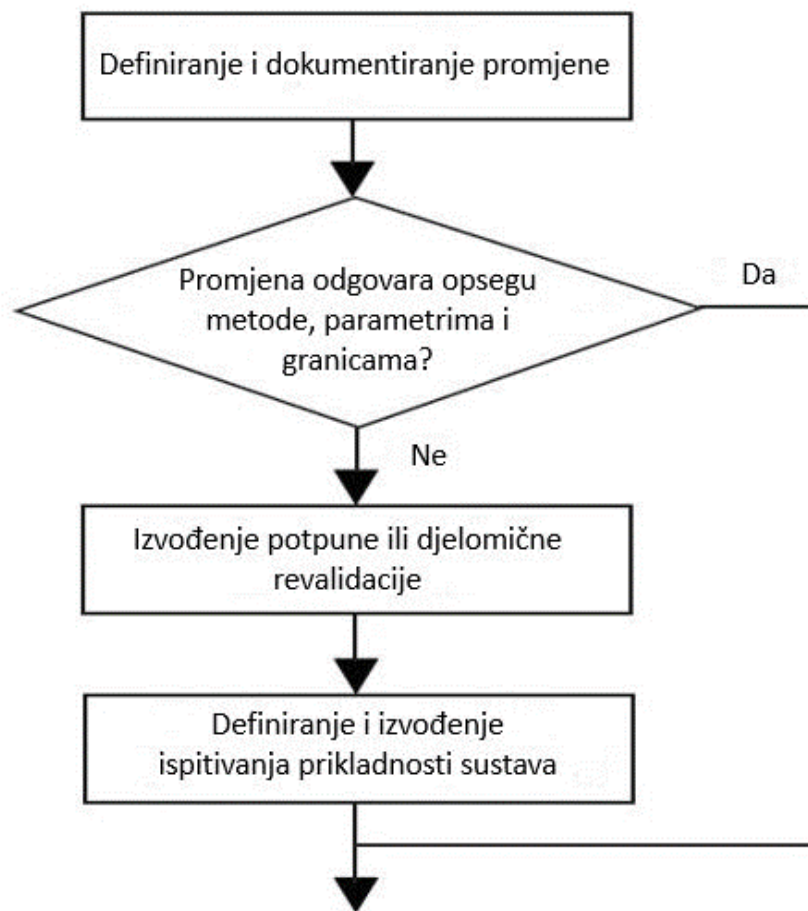 Definiranje i dokumentiranje promjene
Promjena odgovara opsegu
metode, parametrima i
granicama?
Da
Ne
Izvođenje potpune ili djelomične
revalidacije
Definiranje i izvođenje
ispitivanja prikladnosti sustava